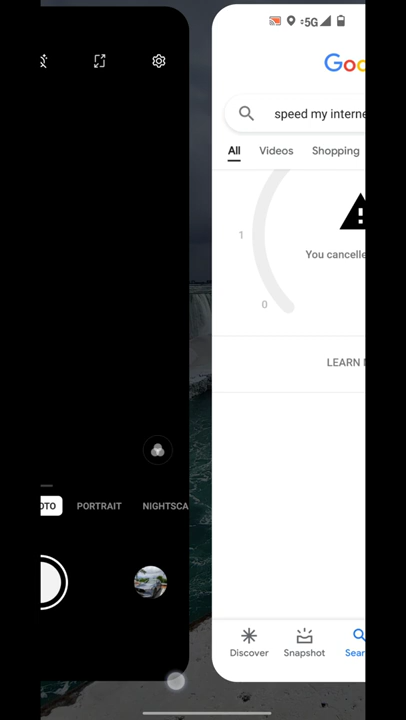 5G
Goo
speed my interne
All Videos Shopping
1
You cancelle
0
LEARN
OTO PORTRAIT NIGHTSCA
Discover Snapshot Sear